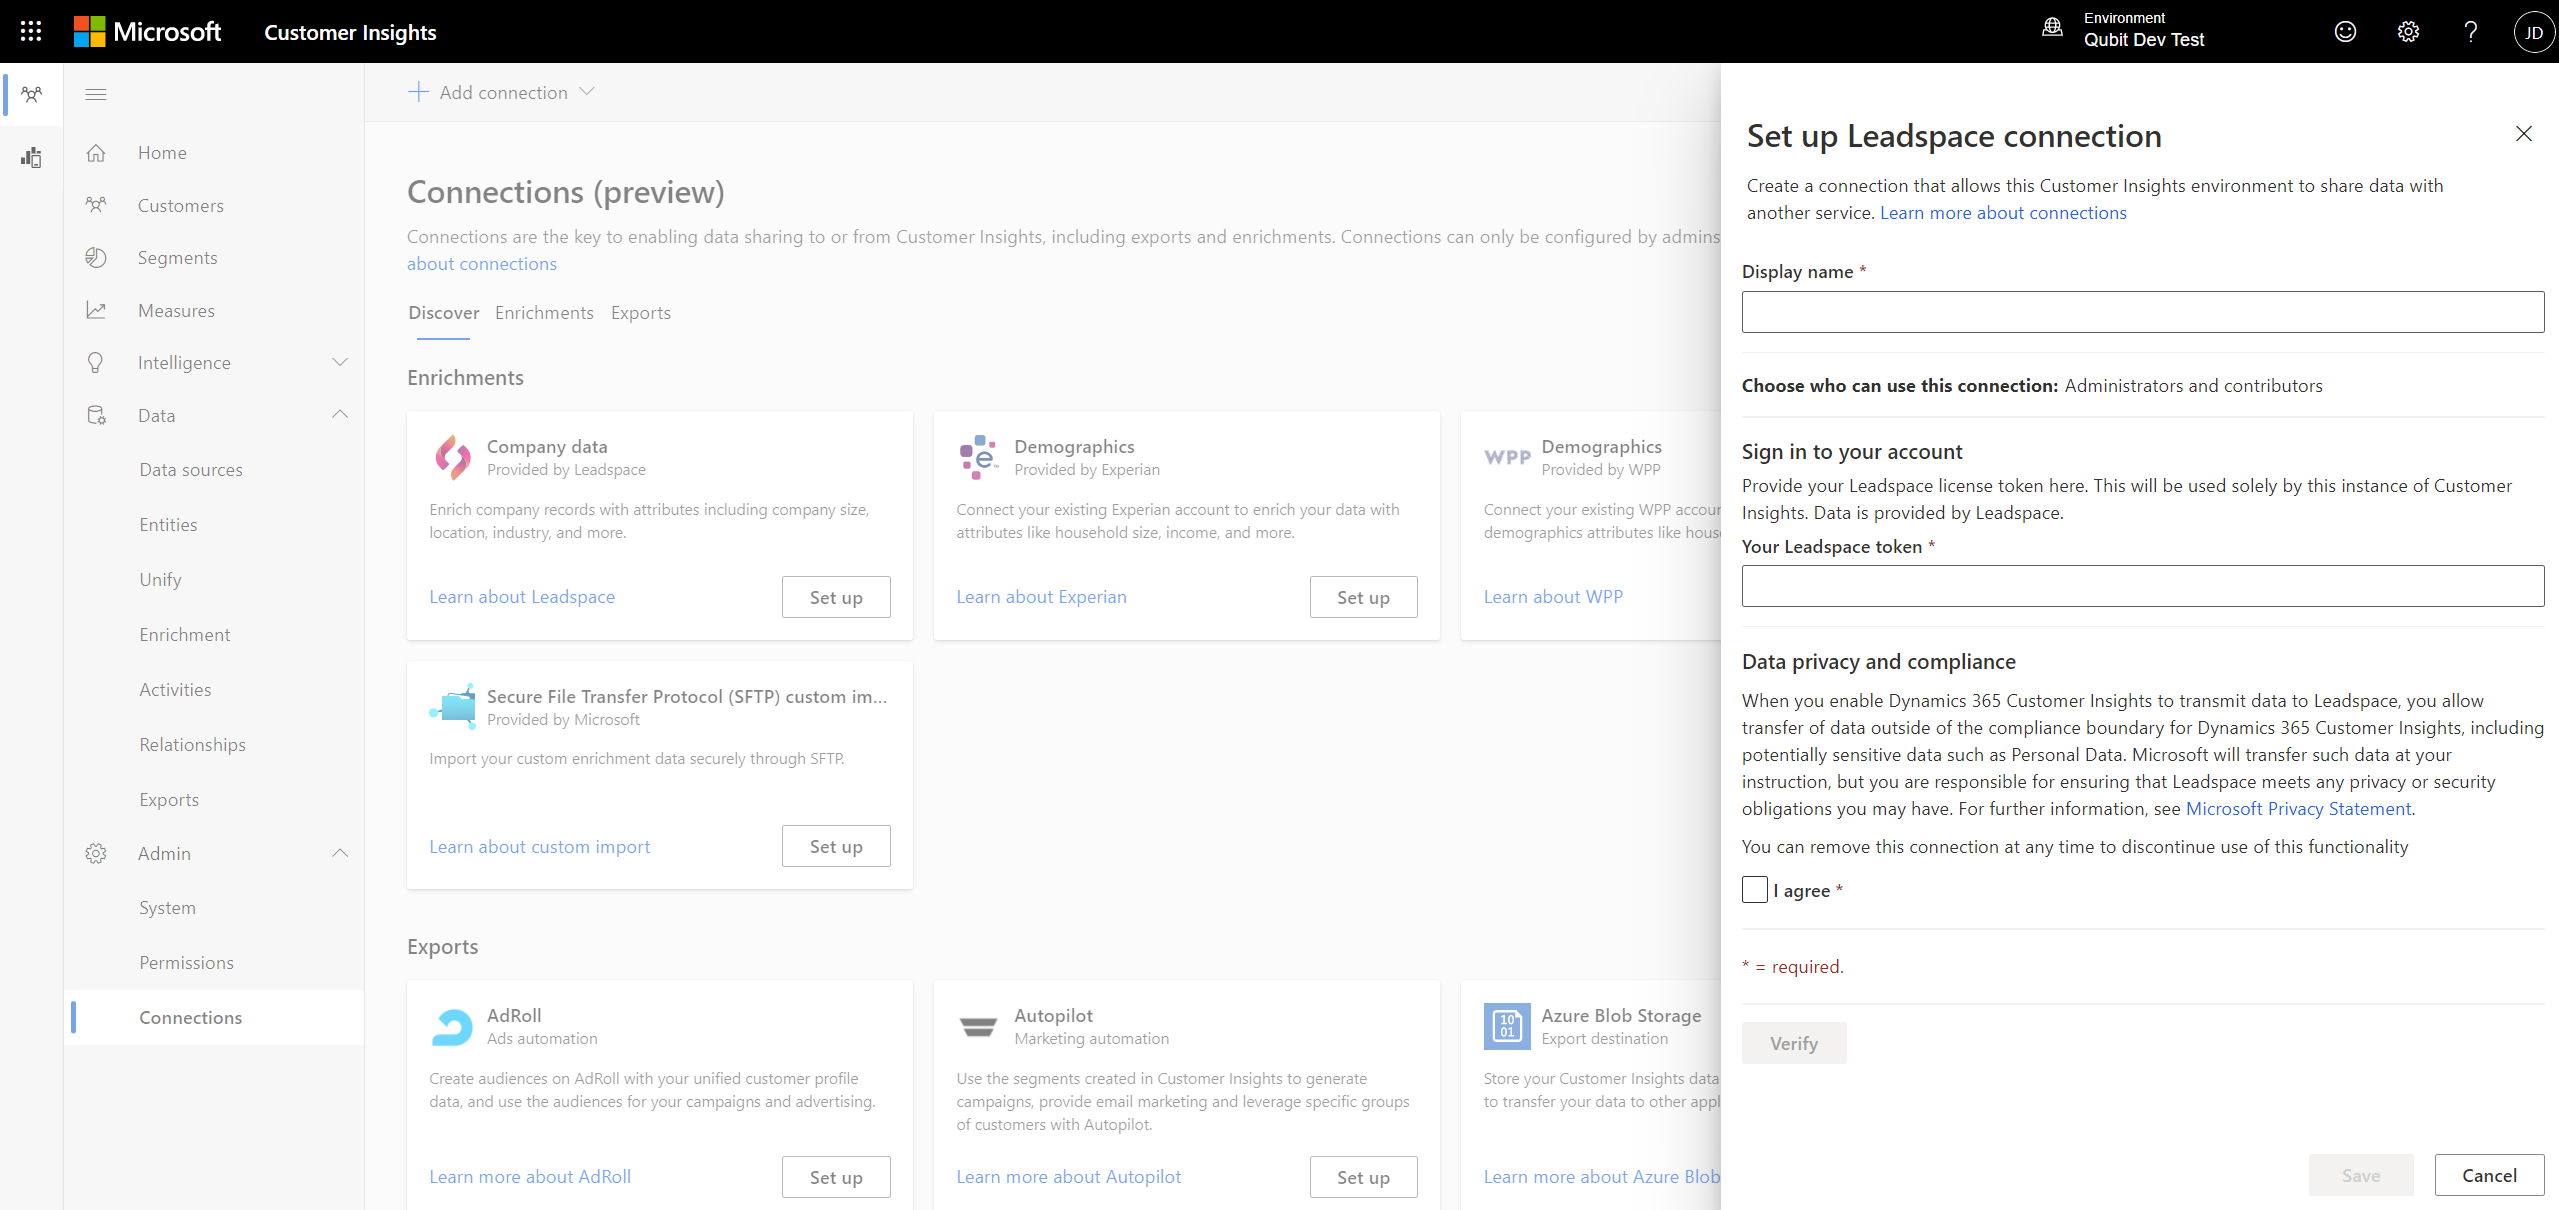 Microsoft
Customer Insights
Environment
Qubit Dev Test
JD
Home
Customers
Segments
Measures
Intelligence
Data
Data sources
Entities
Unify
Enrichment
Activities
Relationships
Exports
Admin
System
Permissions
Connections
Add connection
Connections (preview)
Connections are the key to enabling data sharing to or from Customer Insights, including exports and enrichments. Connections can only be configured by admins
about connections
Discover Enrichments Exports
Enrichments
Company data
Provided by Leadspace
Enrich company records with attributes including company size,
location, industry, and more.
Learn about Leadspace
Set up
Demographics
Provided by Experian
Connect your existing Experian account to enrich your data with
attributes like household size, income, and more.
Learn about Experian
Set up
WPP
Demographics
Provided by WPP
Connect your existing WPP accoun
demographics attributes like hous
Learn about WPP
Secure File Transfer Protocol (SFTP) custom im...
Provided by Microsoft
Import your custom enrichment data securely through SFTP.
Learn about custom import
Set up
Exports
AdRoll
Ads automation
Create audiences on AdRoll with your unified customer profile
data, and use the audiences for your campaigns and advertising.
Learn more about AdRoll
Set up
Autopilot
Marketing automation
Use the segments created in Customer Insights to generate
campaigns, provide email marketing and leverage specific groups
of customers with Autopilot.
Learn more about Autopilot
Set up
10
01
Azure Blob Storage
Export destination
Store your Customer Insights data
to transfer your data to other appl
Learn more about Azure Blob
Set up Leadspace connection
Create a connection that allows this Customer Insights environment to share data with
another service. Learn more about connections
Display name *
Choose who can use this connection: Administrators and contributors
Sign in to your account
Provide your Leadspace license token here. This will be used solely by this instance of Customer
Insights. Data is provided by Leadspace.
Your Leadspace token *
Data privacy and compliance
When you enable Dynamics 365 Customer Insights to transmit data to Leadspace, you allow
transfer of data outside of the compliance boundary for Dynamics 365 Customer Insights, including
potentially sensitive data such as Personal Data. Microsoft will transfer such data at your
instruction, but you are responsible for ensuring that Leadspace meets any privacy or security
obligations you may have. For further information, see Microsoft Privacy Statement.
You can remove this connection at any time to discontinue use of this functionality
I agree *
* = required.
Verify
Save
Cancel